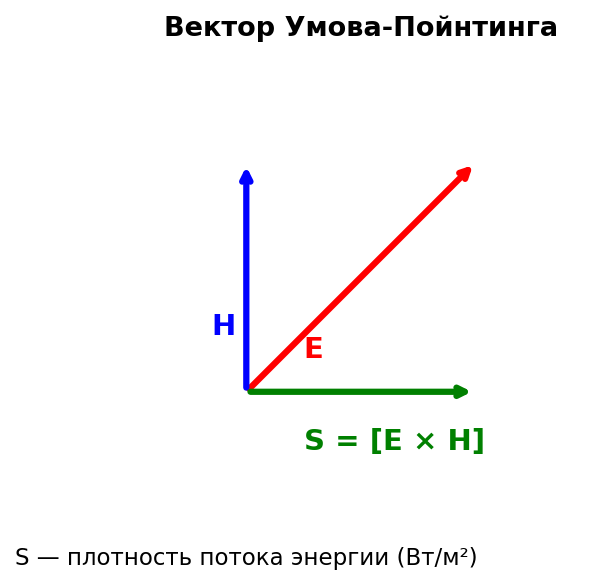 Вектор Умова-Пойнтинга
H
E
S = [E × H]
S — плотность потока энергии (Вт/м²)